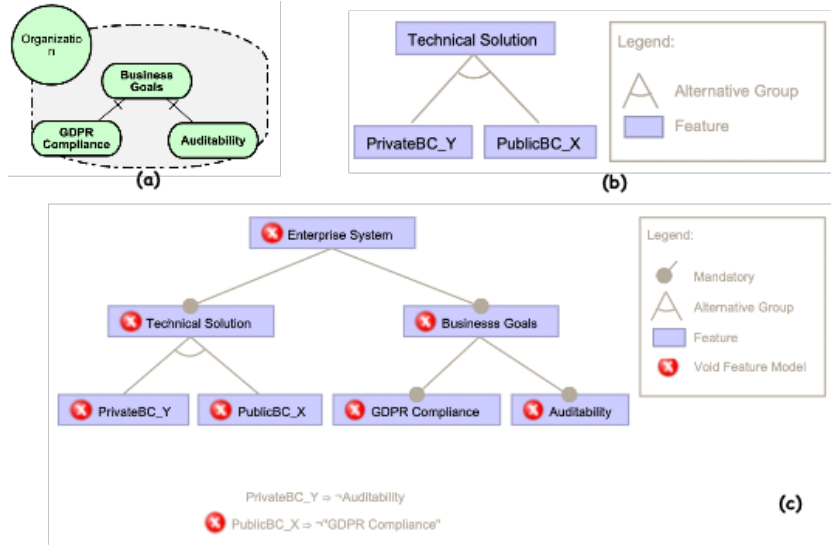 Organizatio
n
Business
Goals
GDPR
Compliance
Auditability
(a)
Technical Solution
PrivateBC_Y
PublicBC_X
Legend:
Alternative Group
Feature
(b)
Enterprise System
Technical Solution
Businesss Goals
PrivateBC_Y
PublicBC_X
GDPR Compliance
Auditability
Legend:
Mandatory
Alternative Group
Feature
Void Feature Model
PrivateBC_Y ⇒ ¬Auditability
PublicBC_X ⇒ ¬"GDPR Compliance"
(c)